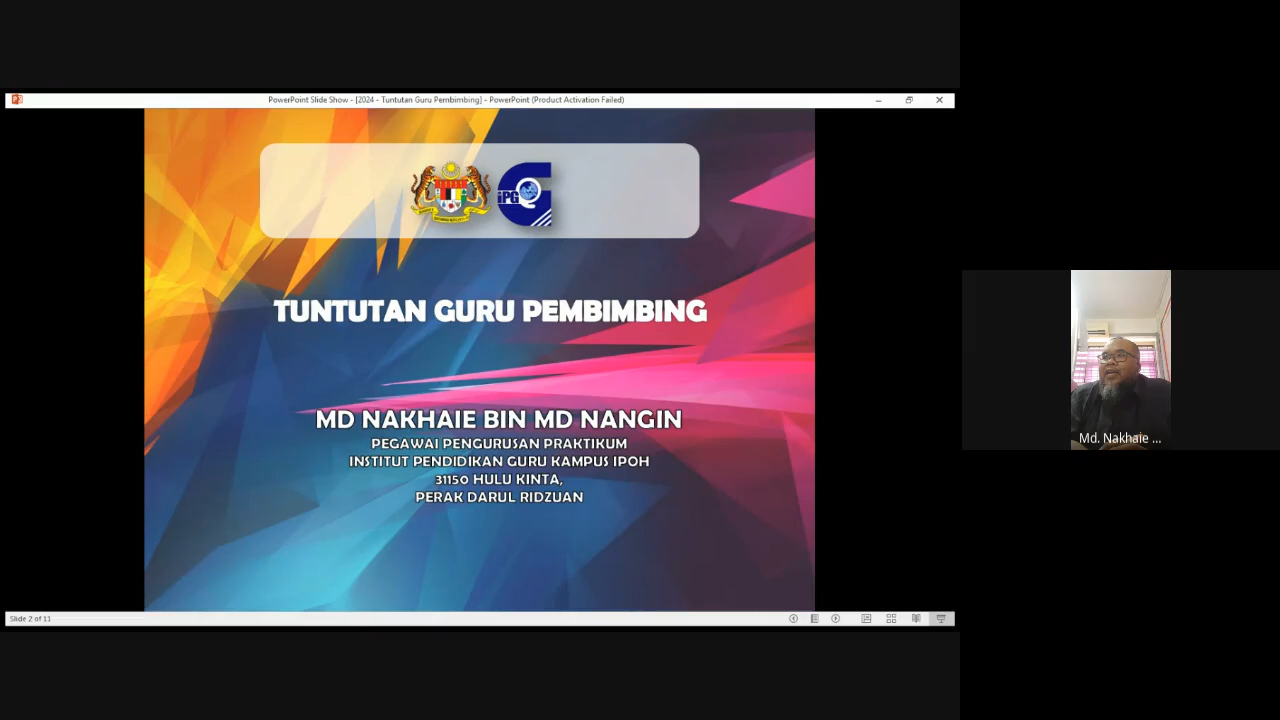 PowerPoint Slide Show - [2024 - Tuntutan Guru Pembimbing] - PowerPoint (Product Activation Failed)
iPG
TUNTUTAN GURU PEMBIMBING
MD NAKHAIE BIN MD NANGIN
PEGAWAI PENGURUSAN PRAKTIKUM
INSTITUT PENDIDIKAN GURU KAMPUS IPOH
31150 HULU KINTA,
PERAK DARUL RIDZUAN
Md. Nakhaie ...
Slide 2 of 11